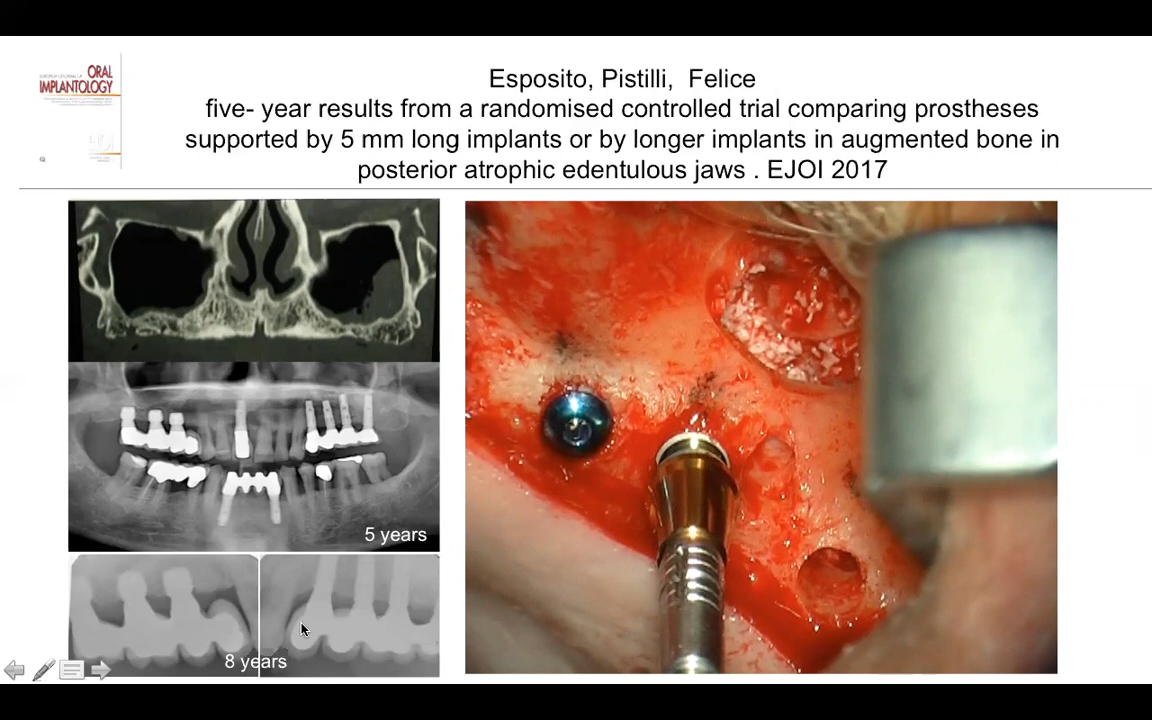 ORAL
IMPLANTOLOGY
Esposito, Pistilli, Felice
five- year results from a randomised controlled trial comparing prostheses
supported by 5 mm long implants or by longer implants in augmented bone in
posterior atrophic edentulous jaws . EJOI 2017
5 years
8 years